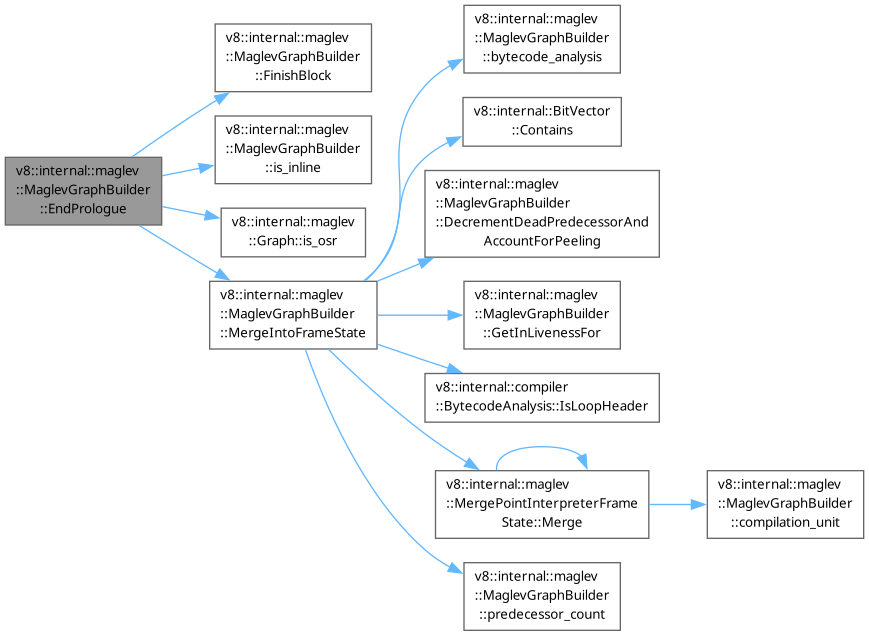 v8::internal::maglev
::MaglevGraphBuilder
::EndPrologue
v8::internal::maglev
::MaglevGraphBuilder
::FinishBlock
v8::internal::maglev
::MaglevGraphBuilder
::is_inline
v8::internal::maglev
::Graph::is_osr
v8::internal::maglev
::MaglevGraphBuilder
::MergeIntoFrameState
v8::internal::maglev
::MaglevGraphBuilder
::bytecode_analysis
v8::internal::BitVector
::Contains
v8::internal::maglev
::MaglevGraphBuilder
::DecrementDeadPredecessorAnd
AccountForPeeling
v8::internal::maglev
::MaglevGraphBuilder
::GetInLivenessFor
v8::internal::compiler
::BytecodeAnalysis::IsLoopHeader
v8::internal::maglev
::MergePointInterpreterFrame
State::Merge
v8::internal::maglev
::MaglevGraphBuilder
::compilation_unit
v8::internal::maglev
::MaglevGraphBuilder
::predecessor_count